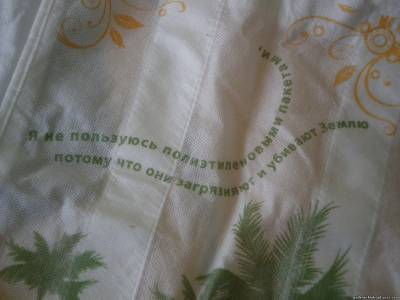 Я не пользуюсь полиэтиленовыми пакетами,
потому что они загрязняют и убивают Землю